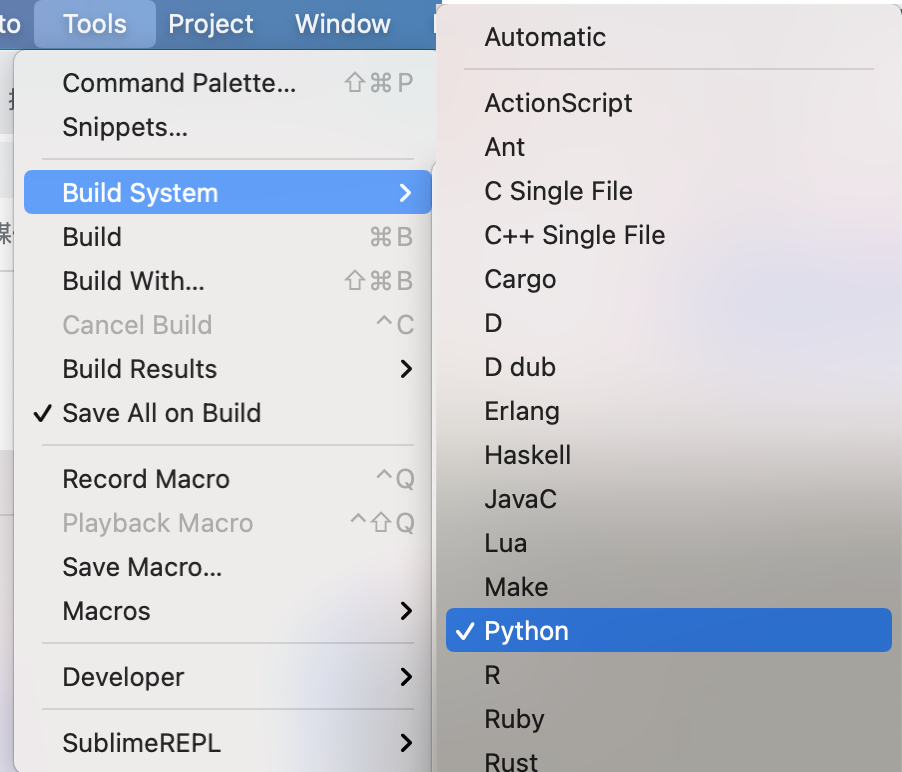 to Tools Project Window
Command Palette... ⇧⌘P
Snippets...
Build System
Build ⌘B
Build With... ⇧⌘B
Cancel Build ^C
Build Results
✓ Save All on Build
Record Macro ^Q
Playback Macro ^⇧Q
Save Macro...
Macros
Developer
SublimeREPL
Automatic
ActionScript
Ant
C Single File
C++ Single File
Cargo
D
D dub
Erlang
Haskell
JavaC
Lua
Make
✓ Python
R
Ruby
Rust